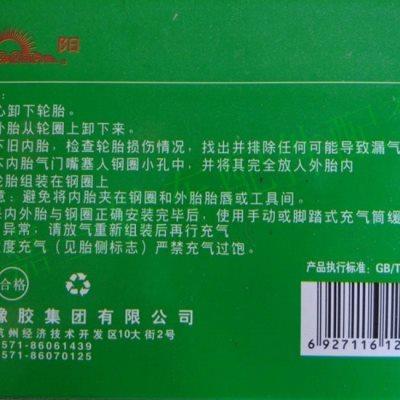 阳
:
心卸下轮胎
外胎从轮圈上卸下来。
下旧内胎，检查轮胎损伤情况，找出并排除任何可能导致漏气
内胎气门嘴塞人钢圈小孔中，并将其完全放人外胎内
轮胎组装在钢圈上
意：避免将内胎夹在钢圈和外胎胎唇或工具间。
内外胎与钢圈正确安装完毕后，使用手动或脚踏式充气筒缓
异常，请放气重新组装后再行充气
度充气（见胎侧标志）严禁充气过饱。
合格
产品执行标准：GB/T
橡胶集团有限公司
杭州经济技术开发区10大街2号
571-86061439
571-86070125
6 927116 12